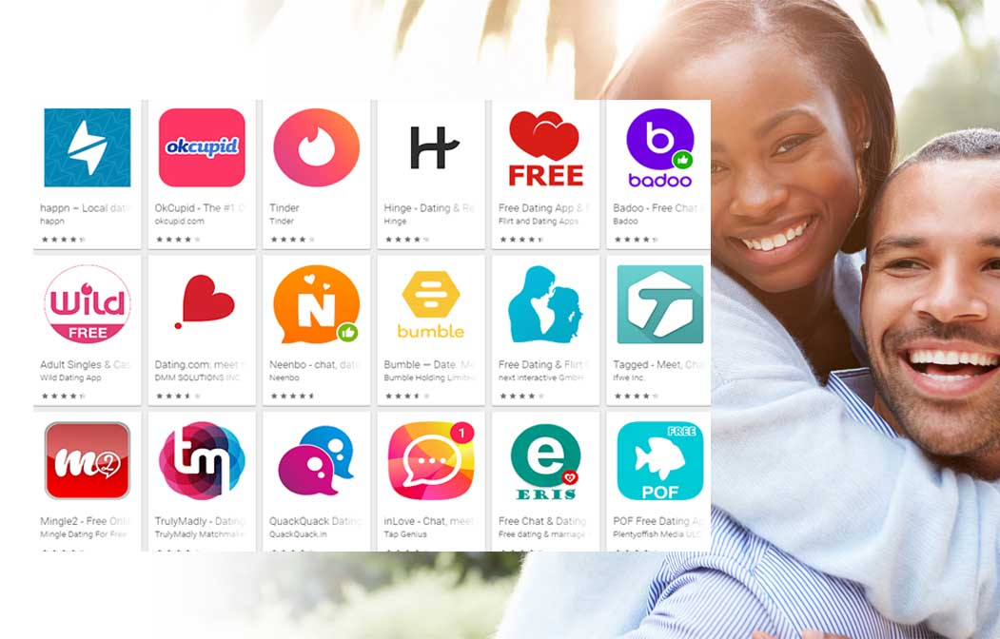 happn – Local dati
happn
okcupid
OkCupid - The #1 O
okcupid.com
Tinder
Tinder
H
Hinge - Dating & Re
Hinge
FREE
Free Dating App &
Flirt and Dating Apps
b
badoo
Badoo - Free Chat
Badoo
Wild
FREE
Adult Singles & Cas
Wild Dating App
Dating.com: meet
DMM SOLUTIONS INC
N
Neenbo - chat, dat
Neenbo
bumble
Bumble — Date. Me
Bumble Holding Limite
Free Dating & Flirt
next interactive GmbH
T
Tagged - Meet, Cha
Ifwe Inc.
m2
Mingle2 - Free Onli
Mingle Dating For Free
tm
TrulyMadly - Dating
TrulyMadly Matchmake
QuackQuack Dating
QuackQuack.in
1
inLove - Chat, meet
Tap Genius
e
ERIS
Free Chat & Dating
Free dating & marriage
FREE
POF
POF Free Dating Ap
Plentyoffish Media ULC